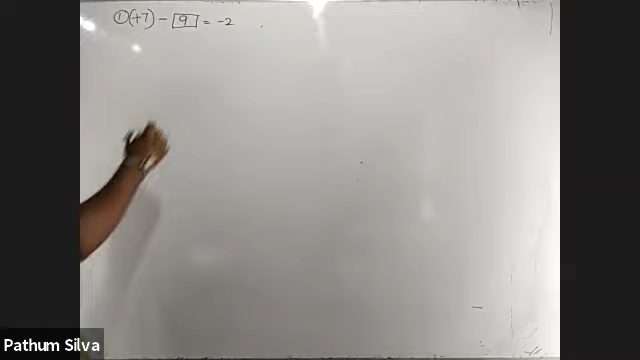 ①(+7) - 9 = -2
Pathum Silva